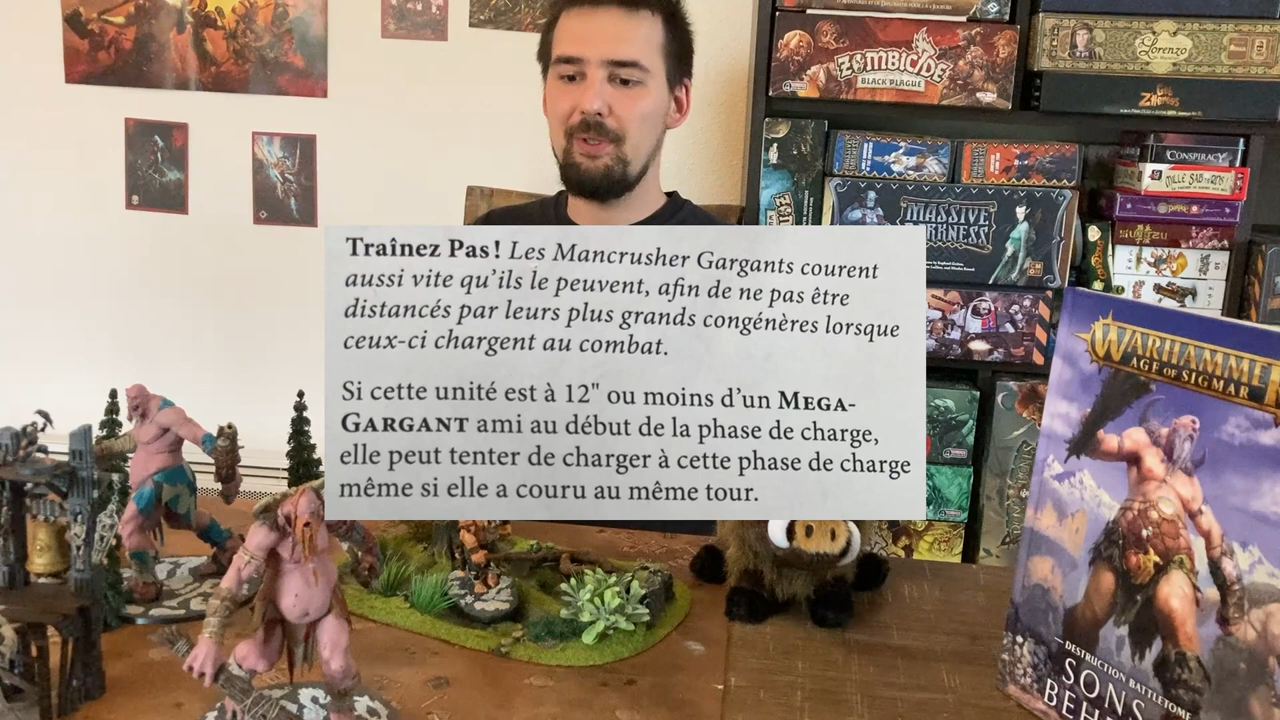 ZOMBICIDE
BLACK PLAGUE
Lorenzo
CONSPIRACY
MASSIVE
DARKNESS
Traînez Pas! Les Mancrusher Gargants courent
aussi vite qu'ils le peuvent, afin de ne pas être
distancés par leurs plus grands congénères lorsque
ceux-ci chargent au combat.
Si cette unité est à 12" ou moins d'un MEGA-
GARGANT ami au début de la phase de charge,
elle peut tenter de charger à cette phase de charge
même si elle a couru au même tour.
WARHAMMER
AGE OF SIGMAR
DESTRUCTION BATTLETOME
SONS
BEH